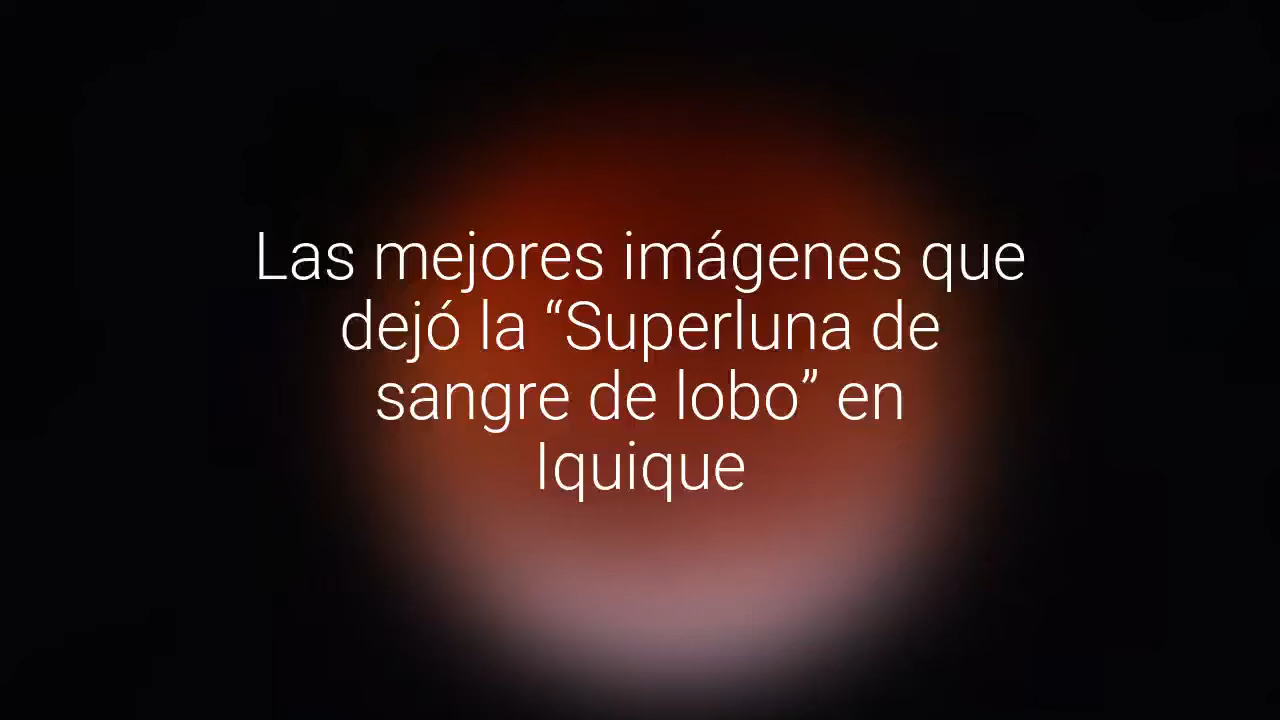 Las mejores imágenes que
dejó la “Superluna de
sangre de lobo” en
Iquique